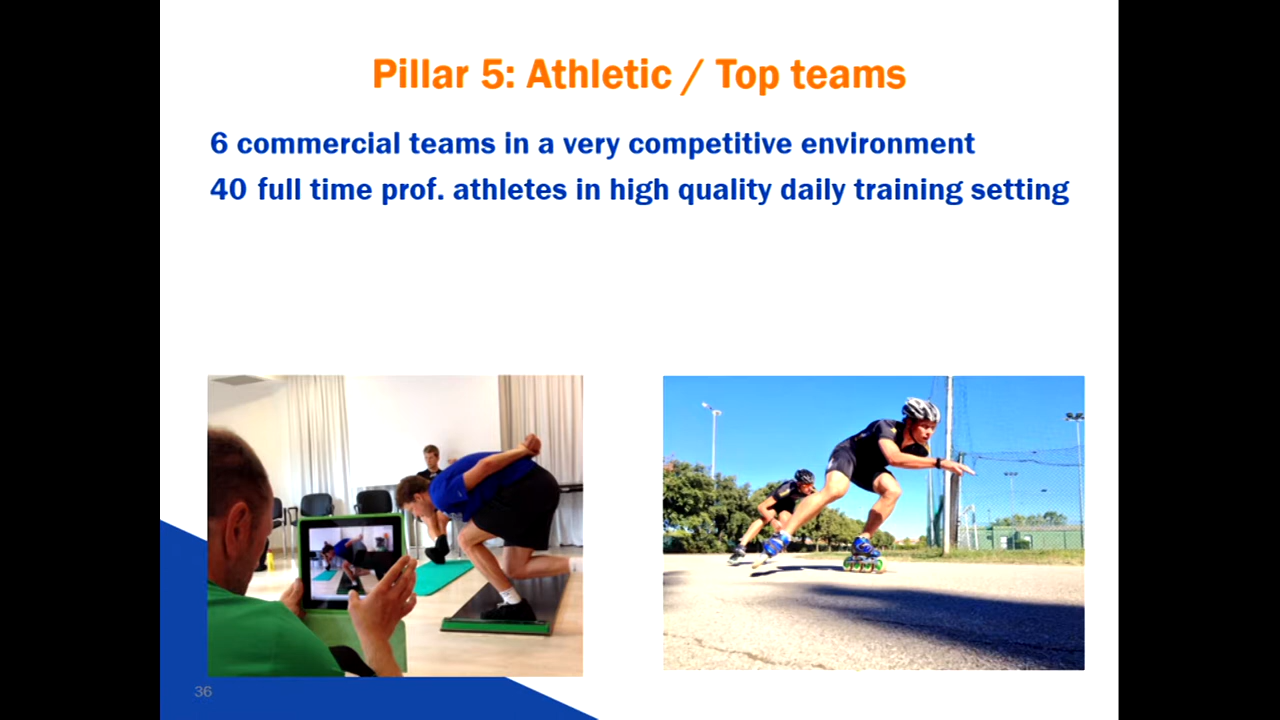 Pillar 5: Athletic / Top teams
6 commercial teams in a very competitive environment
40 full time prof. athletes in high quality daily training setting
36